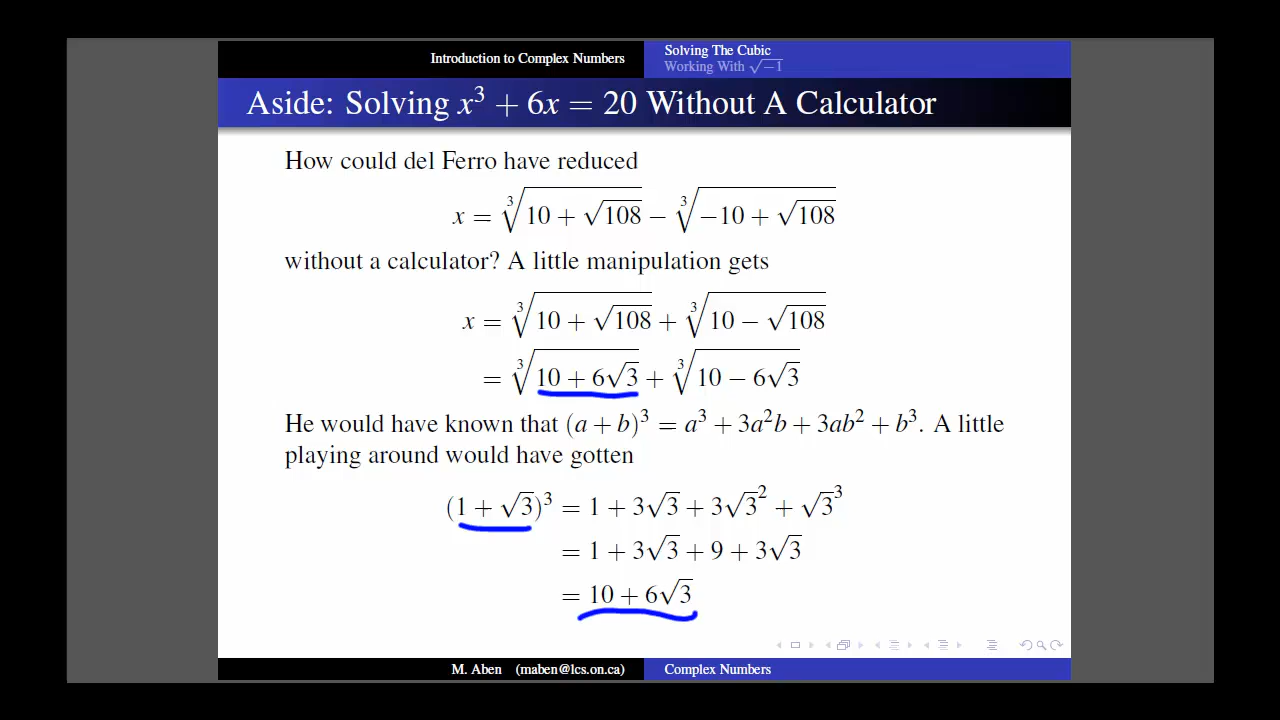 Introduction to Complex Numbers
Solving The Cubic
Working With √−1
Aside: Solving x³ + 6x = 20 Without A Calculator
How could del Ferro have reduced
x = ∛(10 + √108) − ∛(−10 + √108)
without a calculator? A little manipulation gets
x = ∛(10 + √108) + ∛(10 − √108)
= ∛(10 + 6√3) + ∛(10 − 6√3)
He would have known that (a + b)³ = a³ + 3a²b + 3ab² + b³. A little
playing around would have gotten
(1 + √3)³ = 1 + 3√3 + 3√3² + √3³
= 1 + 3√3 + 9 + 3√3
= 10 + 6√3
M. Aben (maben@lcs.on.ca)
Complex Numbers